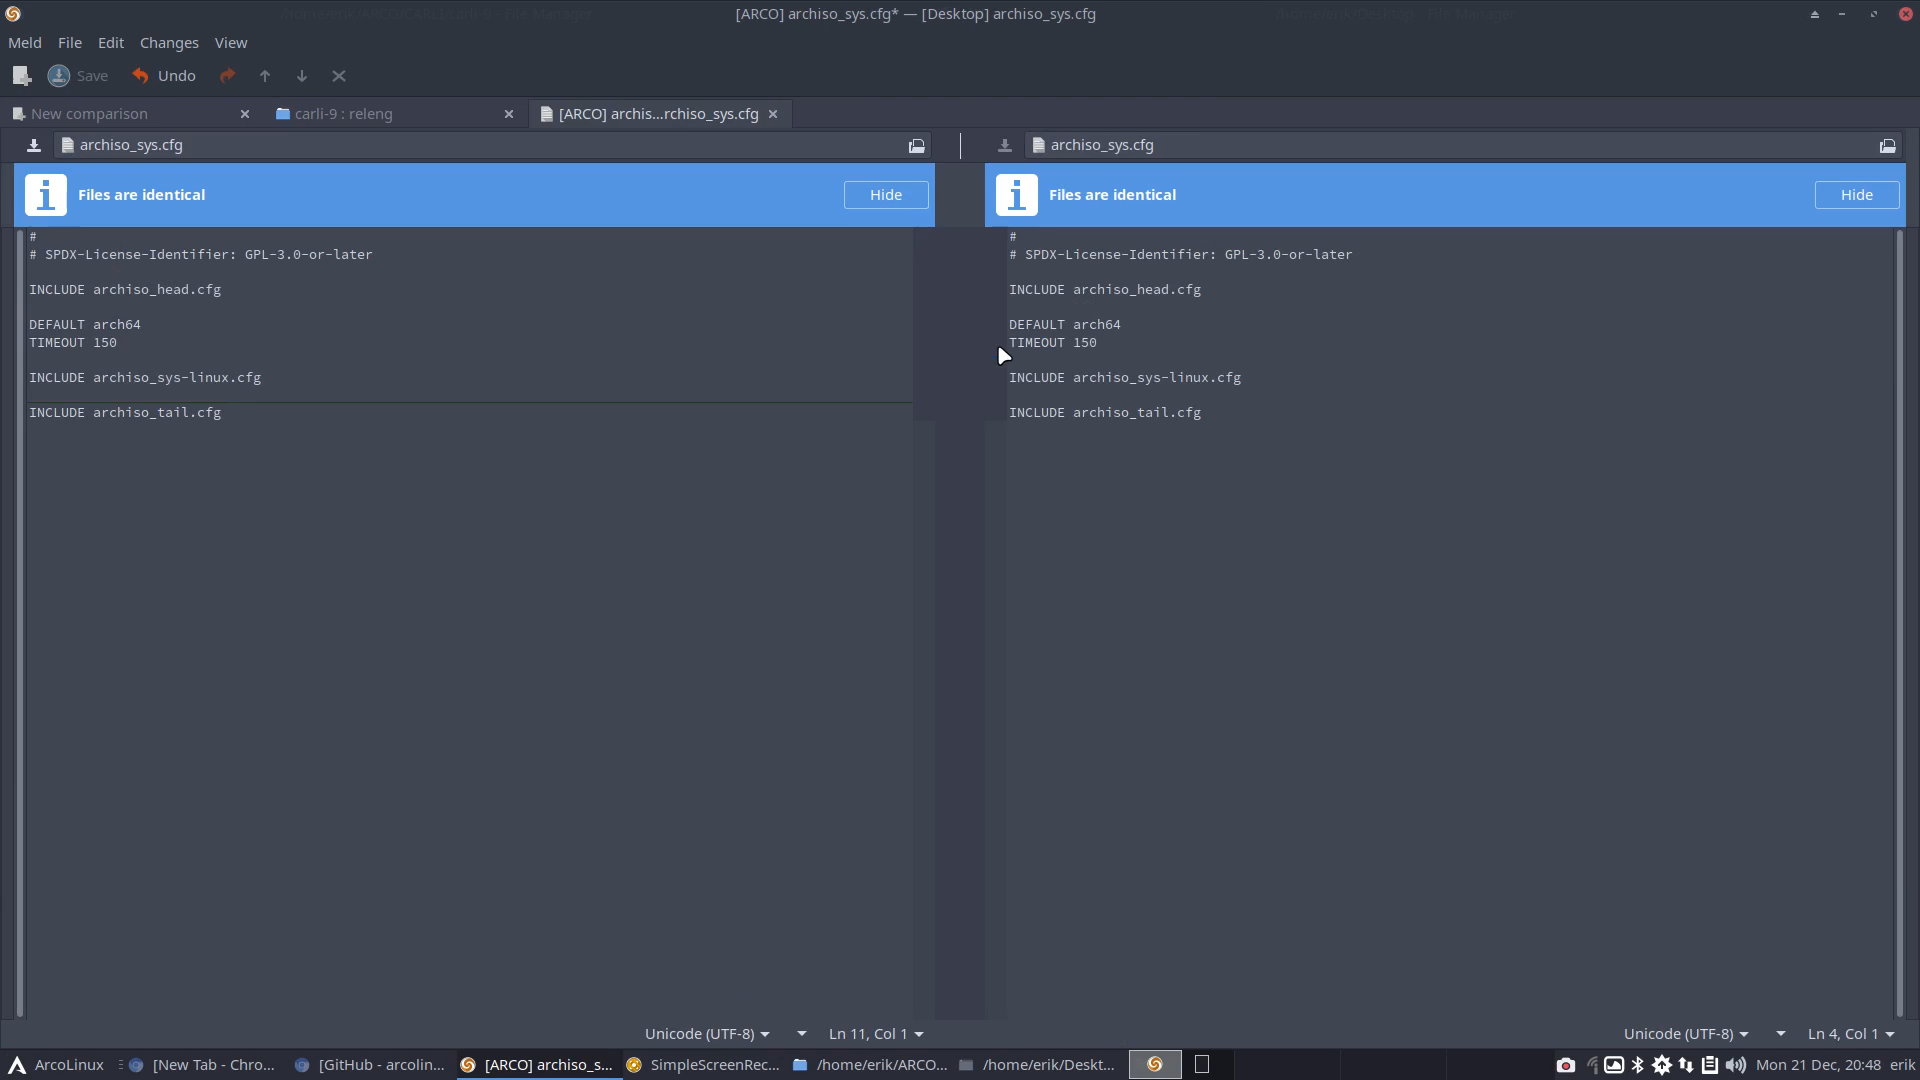 [ARCO] archiso_sys.cfg* — [Desktop] archiso_sys.cfg
Meld File Edit Changes View
Save Undo
New comparison
carli-9 : releng
[ARCO] archis...rchiso_sys.cfg
archiso_sys.cfg
archiso_sys.cfg
Files are identical
Hide
Files are identical
Hide
#
# SPDX-License-Identifier: GPL-3.0-or-later
INCLUDE archiso_head.cfg
DEFAULT arch64
TIMEOUT 150
INCLUDE archiso_sys-linux.cfg
INCLUDE archiso_tail.cfg
#
# SPDX-License-Identifier: GPL-3.0-or-later
INCLUDE archiso_head.cfg
DEFAULT arch64
TIMEOUT 150
INCLUDE archiso_sys-linux.cfg
INCLUDE archiso_tail.cfg
Unicode (UTF-8) Ln 11, Col 1
Unicode (UTF-8) Ln 4, Col 1
ArcoLinux
[New Tab - Chro...
[GitHub - arcolin...
[ARCO] archiso_s...
SimpleScreenRec...
/home/erik/ARCO...
/home/erik/Deskt...
Mon 21 Dec, 20:48 erik